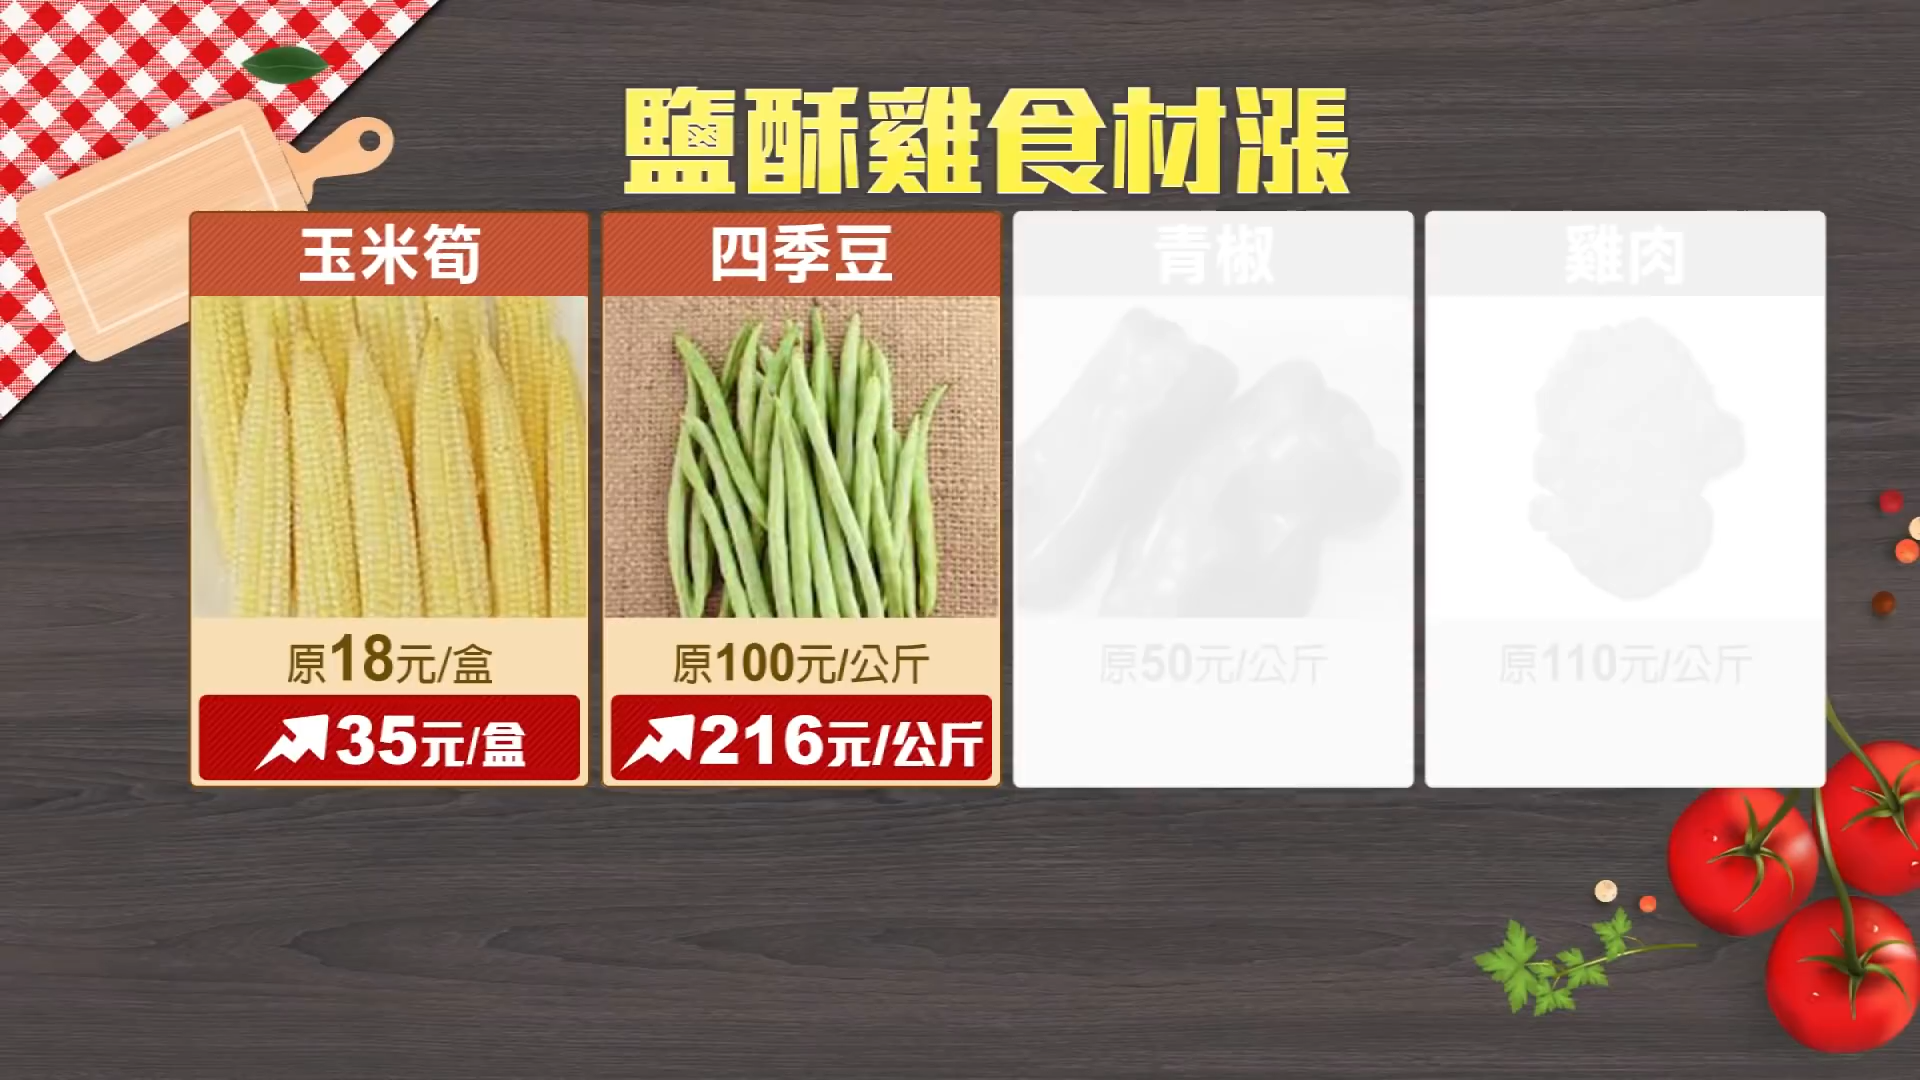 鹽酥雞食材漲
玉米筍
原18元/盒
35元/盒
四季豆
原100元/公斤
216元/公斤
青椒
原50元/公斤
雞肉
原110元/公斤